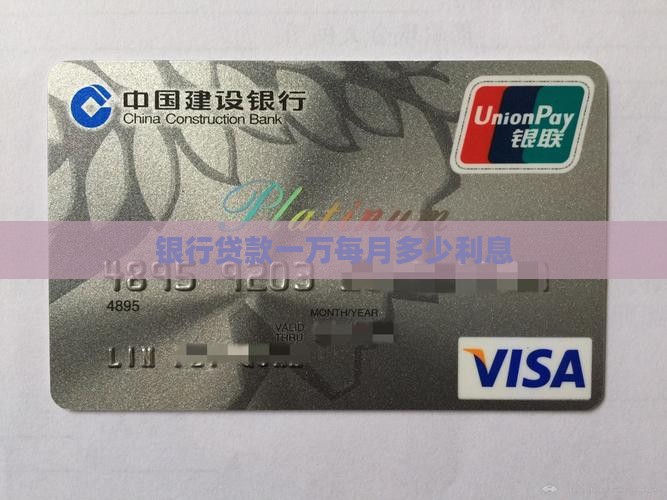 中国建设银行
China Construction Bank
UnionPay
银联
Platinum
银行贷款一万每月多少利息
4895 9203
4895
MONTH/YEAR
VALID
THRU
LIN
VISA